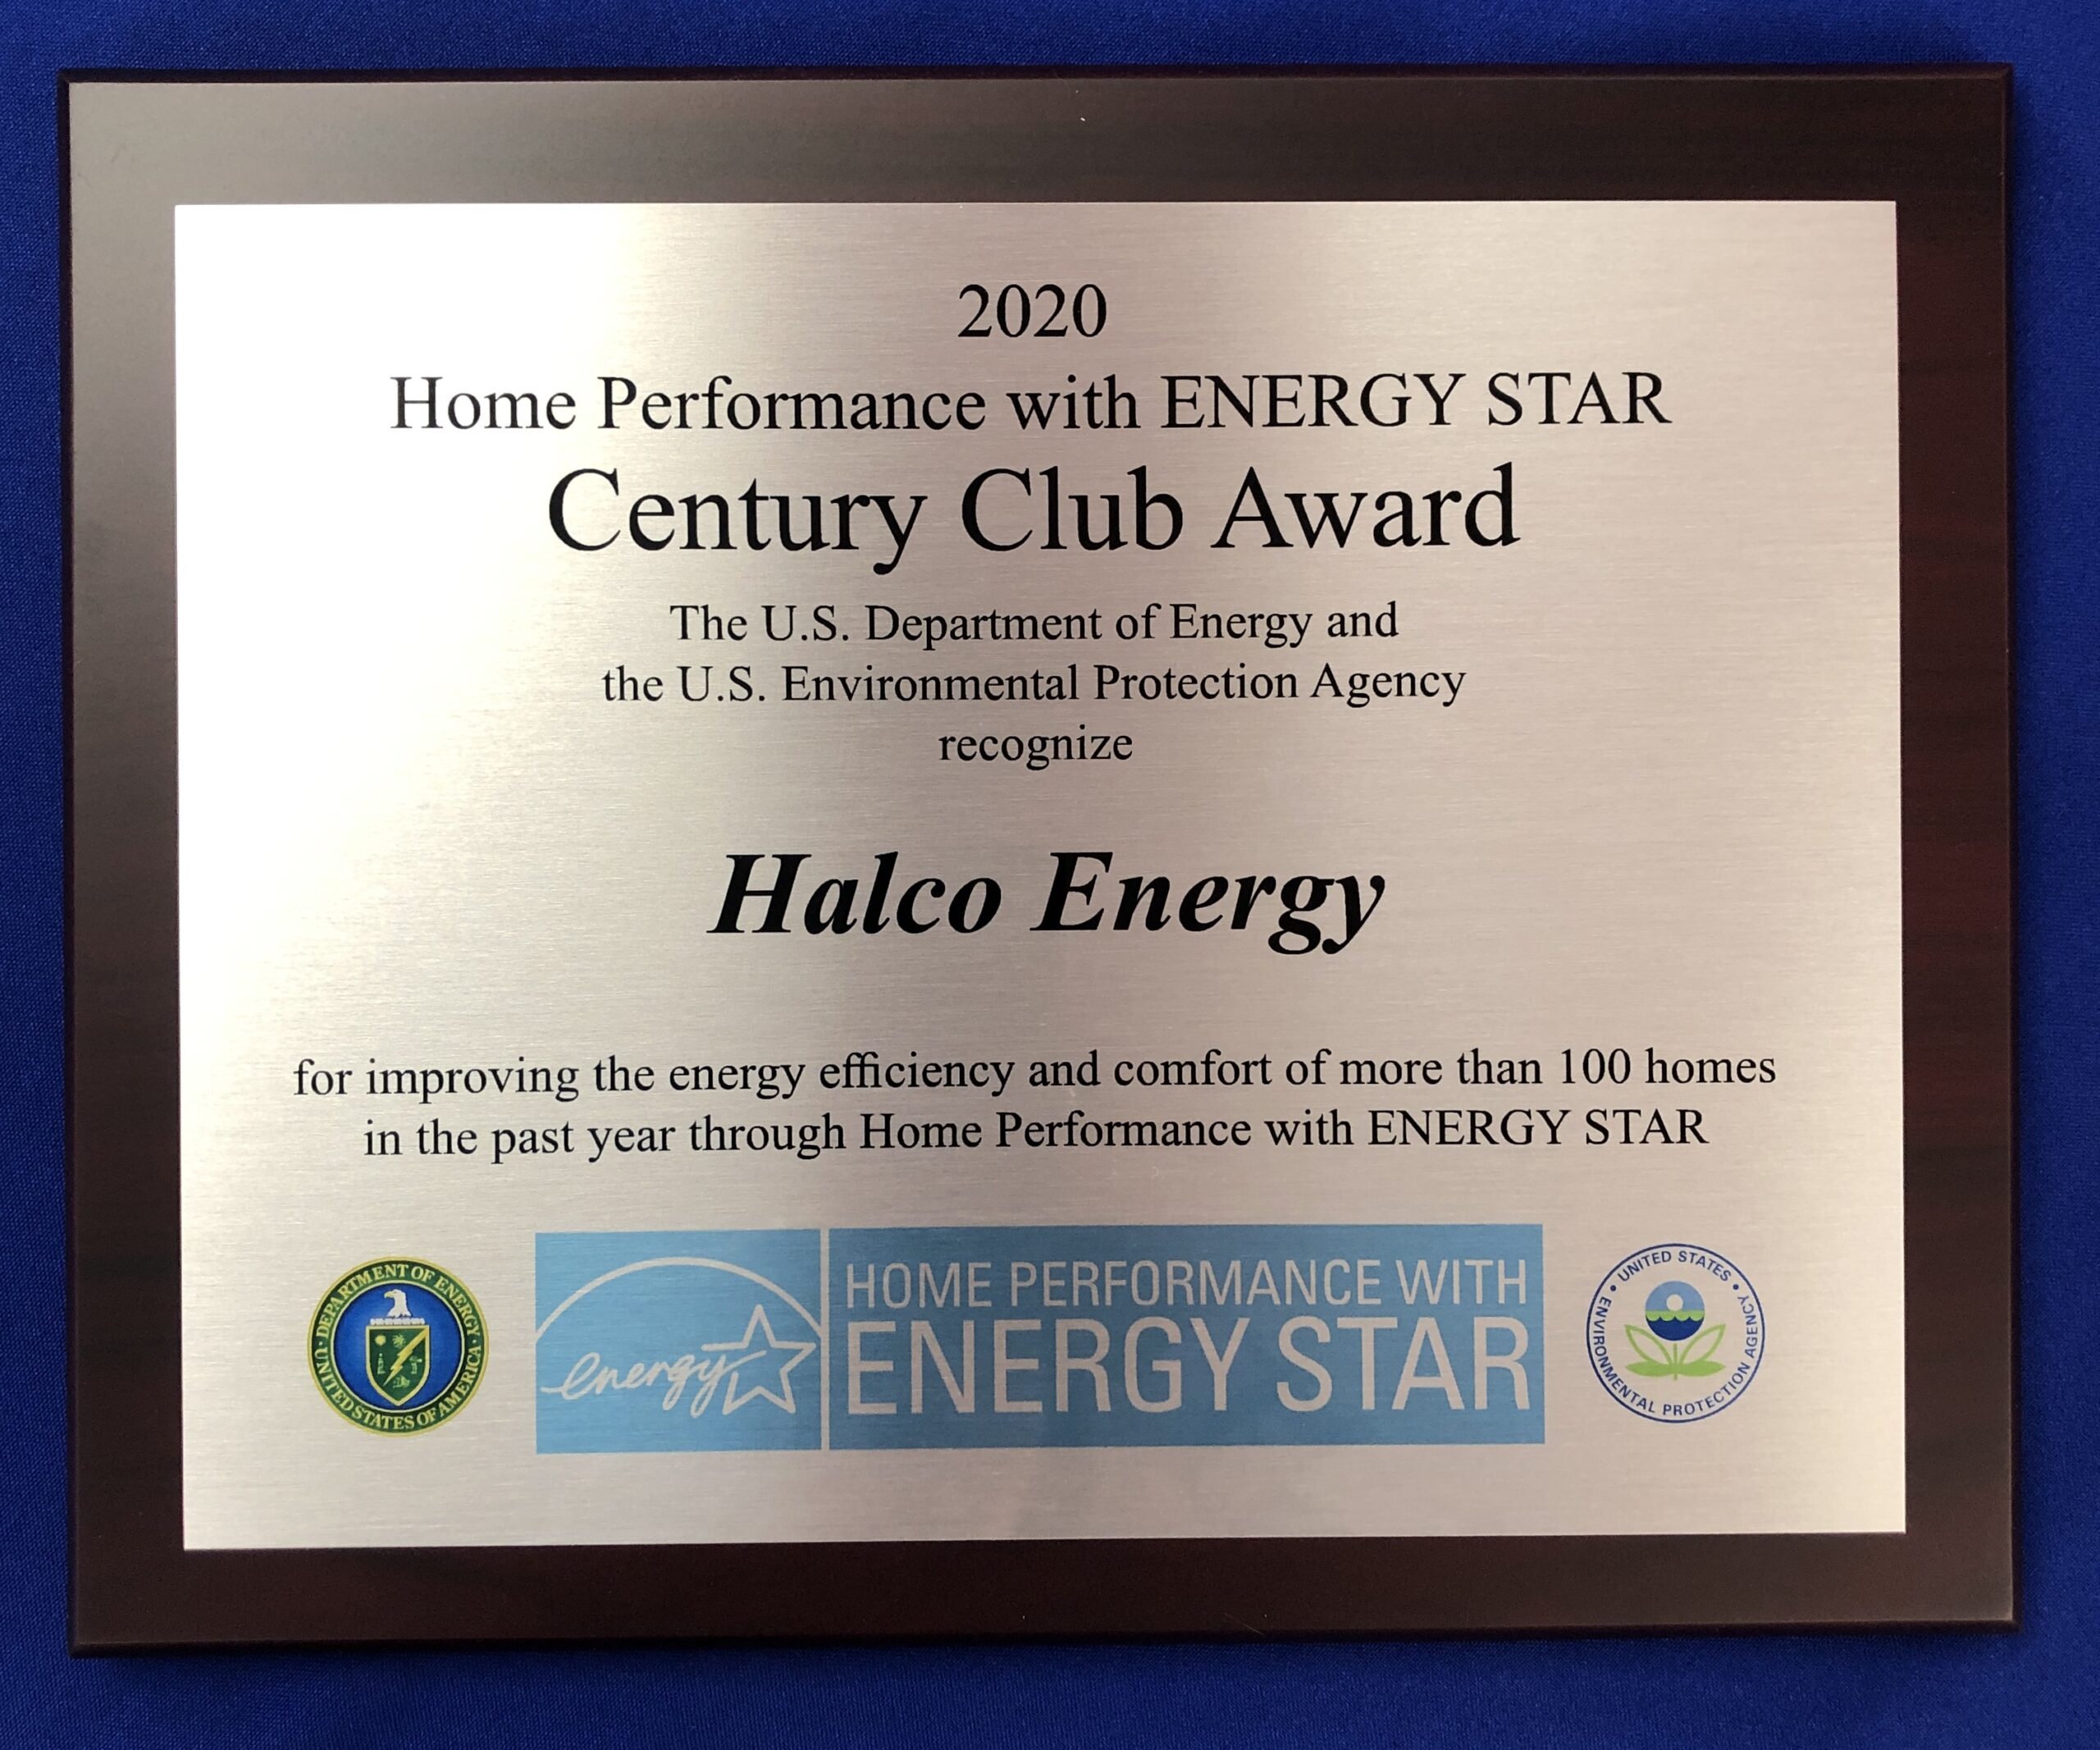 2020
Home Performance with ENERGY STAR
Century Club Award
The U.S. Department of Energy and
the U.S. Environmental Protection Agency
recognize
Halco Energy
for improving the energy efficiency and comfort of more than 100 homes
in the past year through Home Performance with ENERGY STAR
DEPARTMENT OF ENERGY
UNITED STATES OF AMERICA
energy
HOME PERFORMANCE WITH
ENERGY STAR
UNITED STATES
ENVIRONMENTAL PROTECTION AGENCY